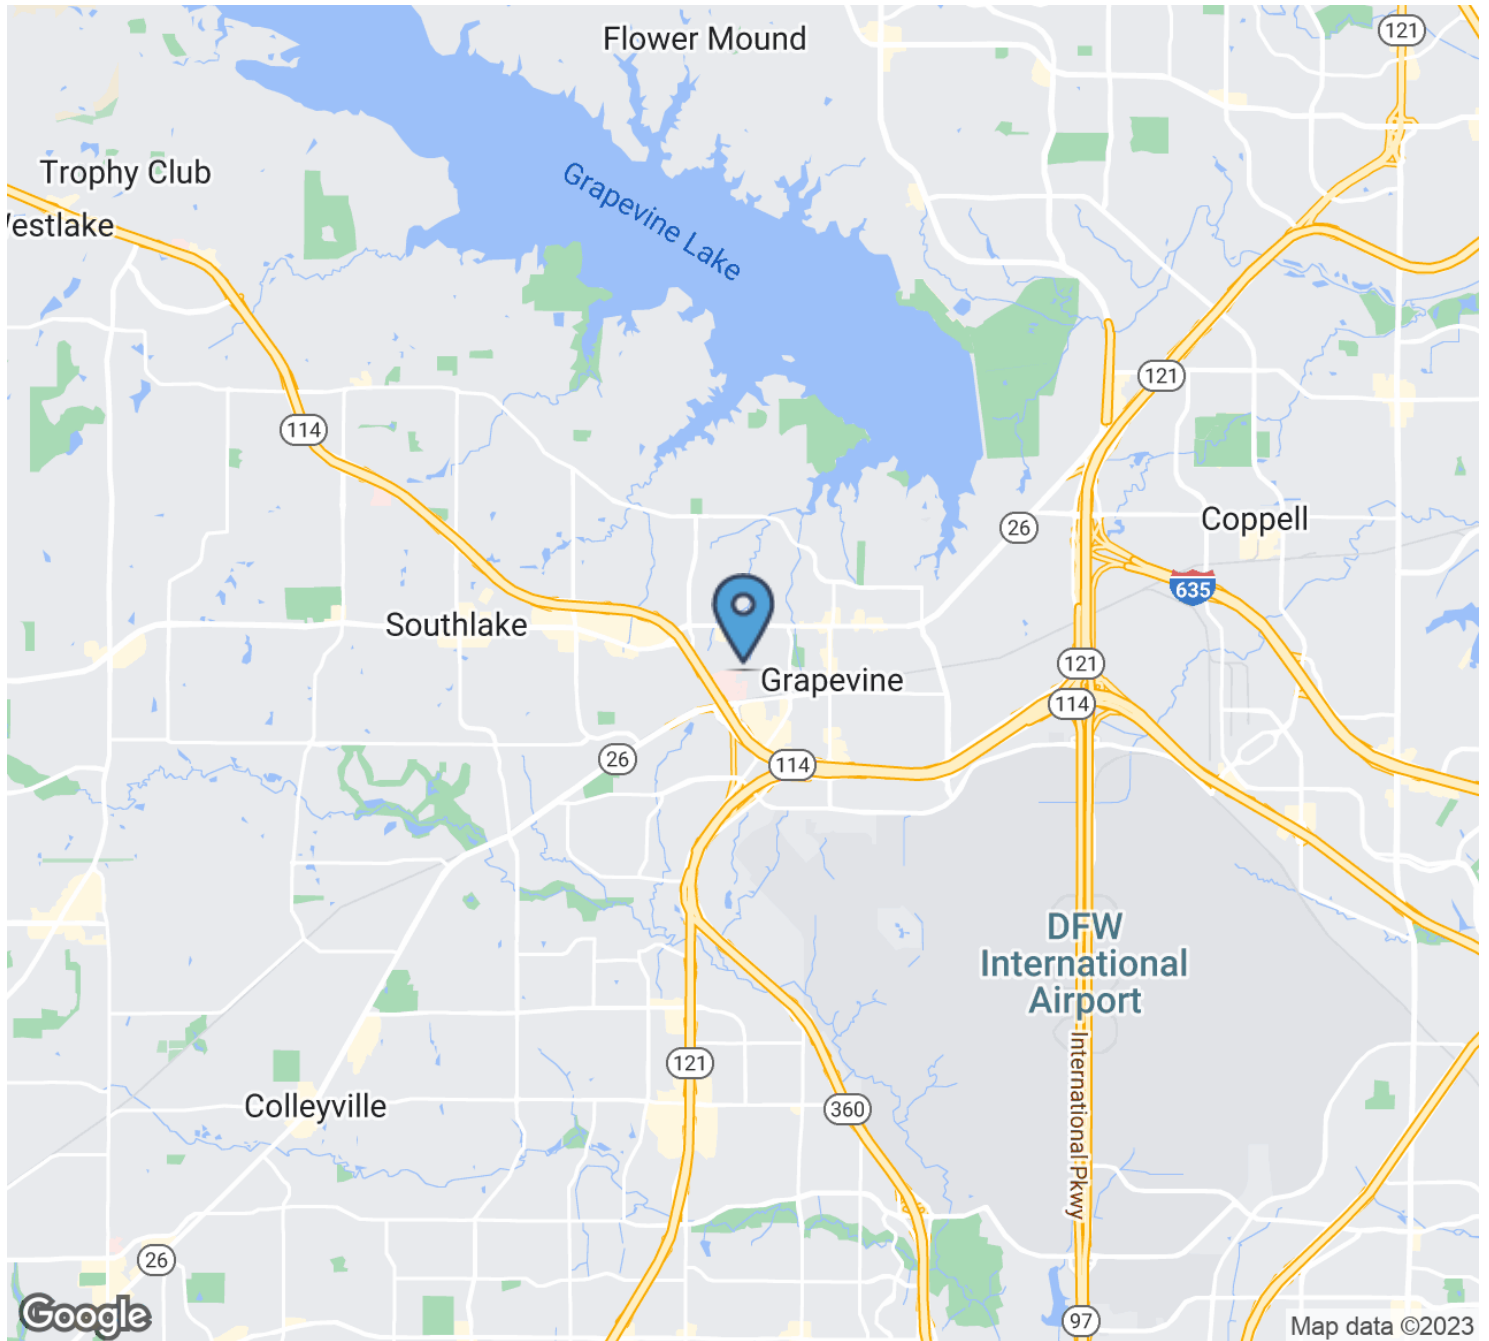 Flower Mound
121
Trophy Club
Grapevine Lake
estlake
121
114
26
Coppell
635
Southlake
121
Grapevine
114
26
114
DFW
International
Airport
International Pkwy
121
Colleyville
360
26
97
Google
Map data ©2023